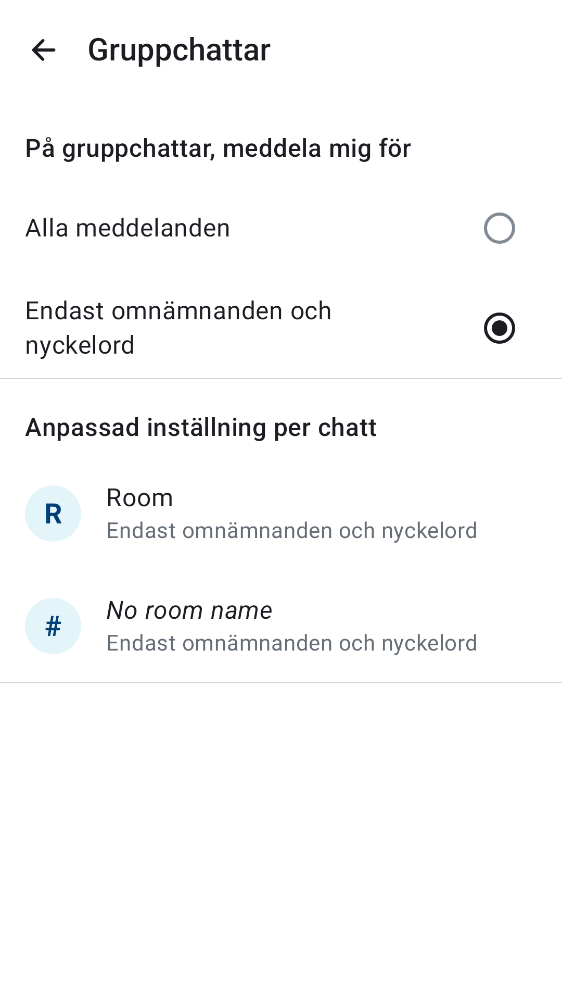 Gruppchattar
På gruppchattar, meddela mig för
Alla meddelanden
Endast omnämnanden och
nyckelord
Anpassad inställning per chatt
R
Room
Endast omnämnanden och nyckelord
#
No room name
Endast omnämnanden och nyckelord